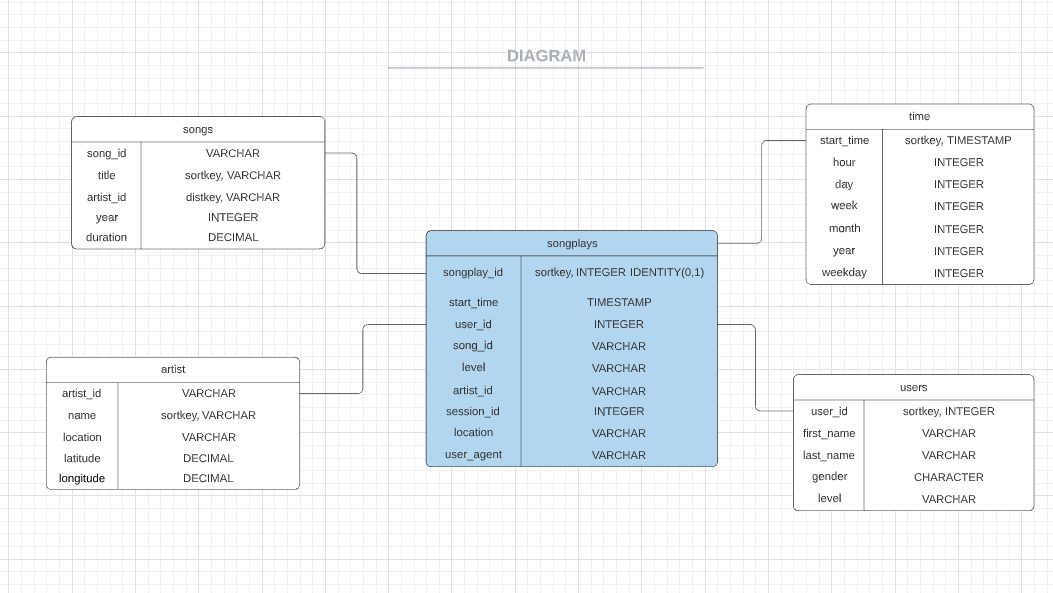 DIAGRAM
songs
song_id VARCHAR
title sortkey, VARCHAR
artist_id distkey, VARCHAR
year INTEGER
duration DECIMAL
artist
artist_id VARCHAR
name sortkey, VARCHAR
location VARCHAR
latitude DECIMAL
longitude DECIMAL
songplays
songplay_id sortkey, INTEGER IDENTITY(0,1)
start_time TIMESTAMP
user_id INTEGER
song_id VARCHAR
level VARCHAR
artist_id VARCHAR
session_id INTEGER
location VARCHAR
user_agent VARCHAR
time
start_time sortkey, TIMESTAMP
hour INTEGER
day INTEGER
week INTEGER
month INTEGER
year INTEGER
weekday INTEGER
users
user_id sortkey, INTEGER
first_name VARCHAR
last_name VARCHAR
gender CHARACTER
level VARCHAR